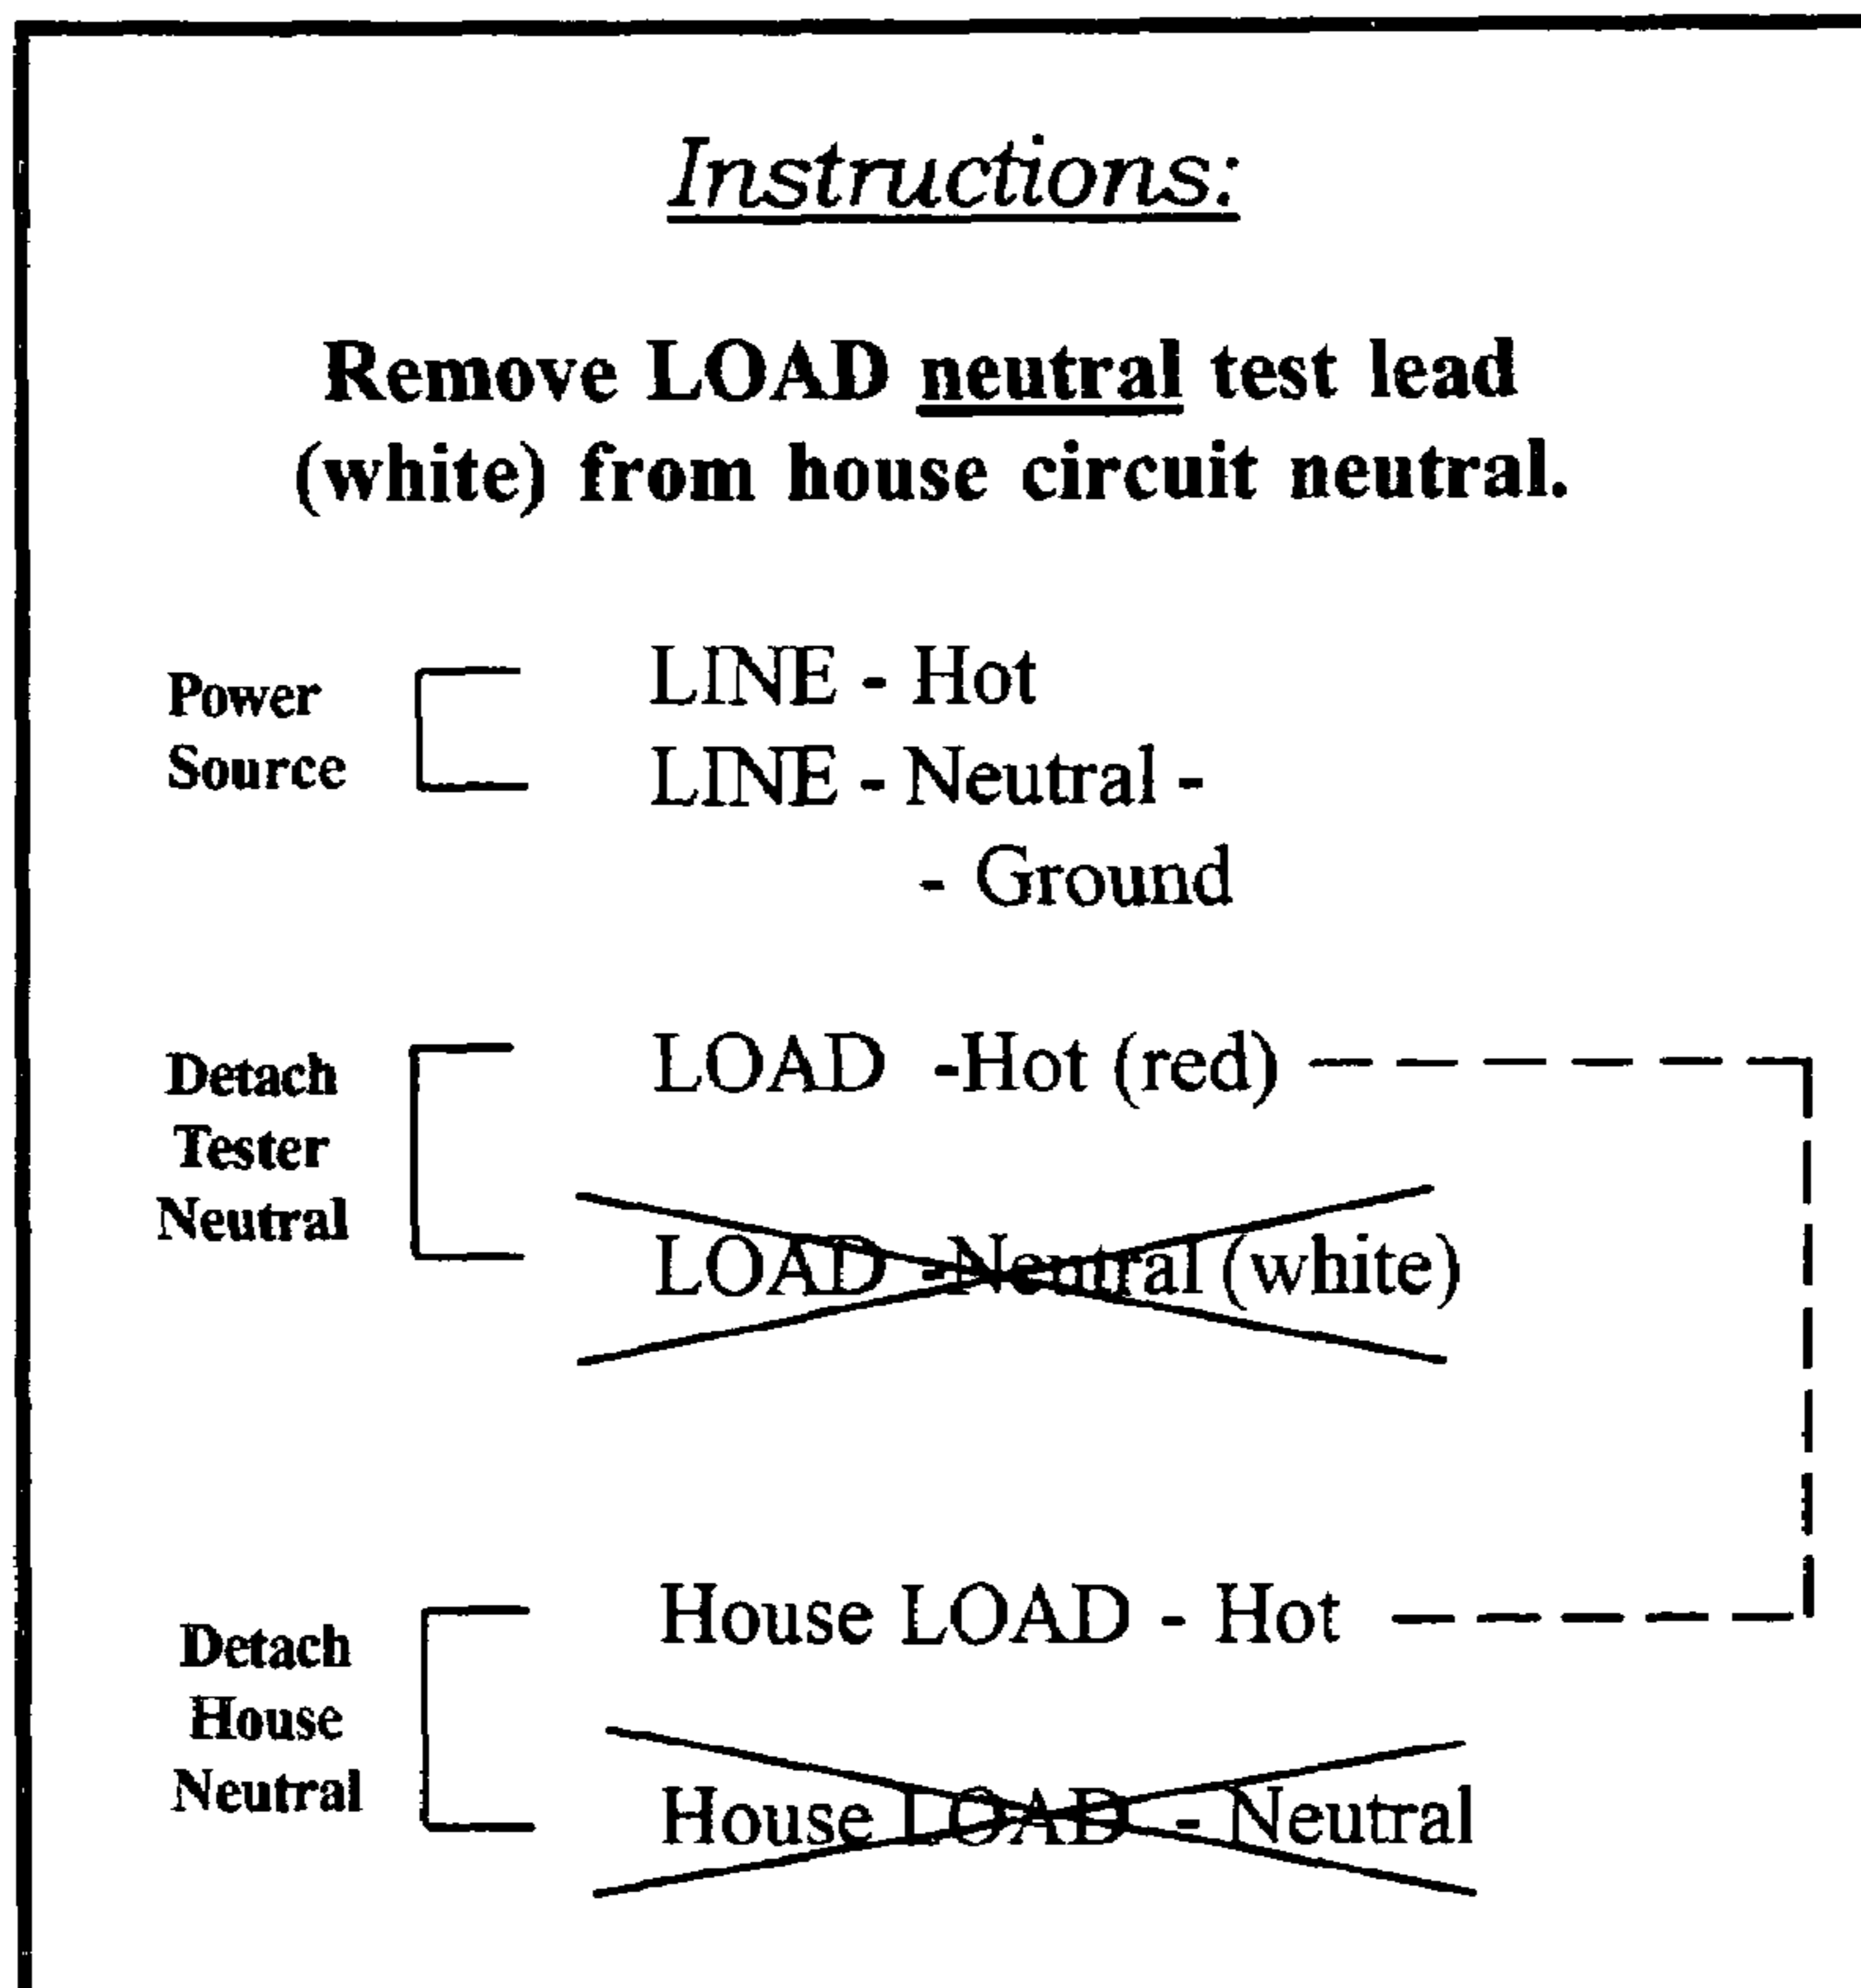 Instructions:
Remove LOAD neutral test lead
(white) from house circuit neutral.
Power
Source
LINE - Hot
LINE - Neutral -
- Ground
Detach
Tester
Neutral
LOAD -Hot (red)
LOAD -Neutral (white)
Detach
House
Neutral
House LOAD - Hot
House LOAD - Neutral